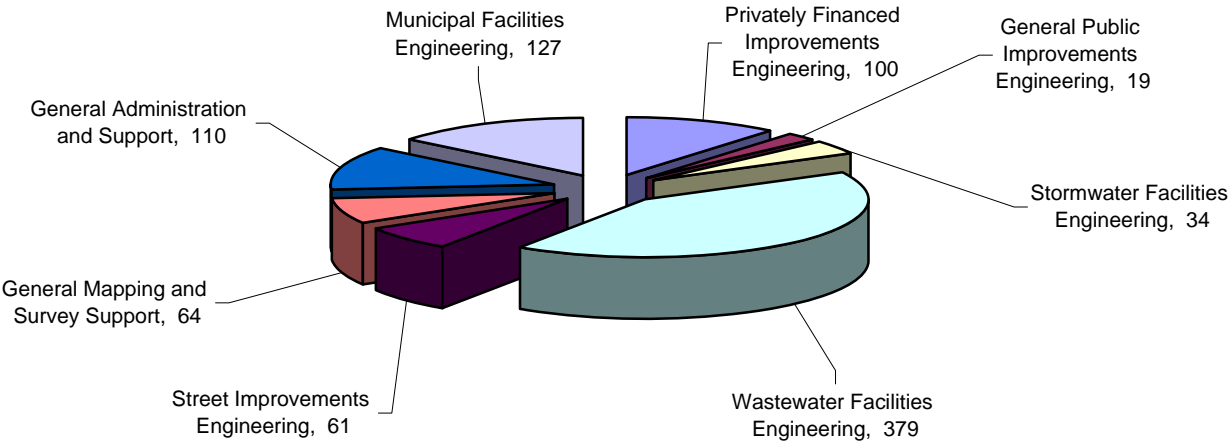 Municipal Facilities
Engineering, 127
Privately Financed
Improvements
Engineering, 100
General Public
Improvements
Engineering, 19
General Administration
and Support, 110
Stormwater Facilities
Engineering, 34
General Mapping and
Survey Support, 64
Street Improvements
Engineering, 61
Wastewater Facilities
Engineering, 379